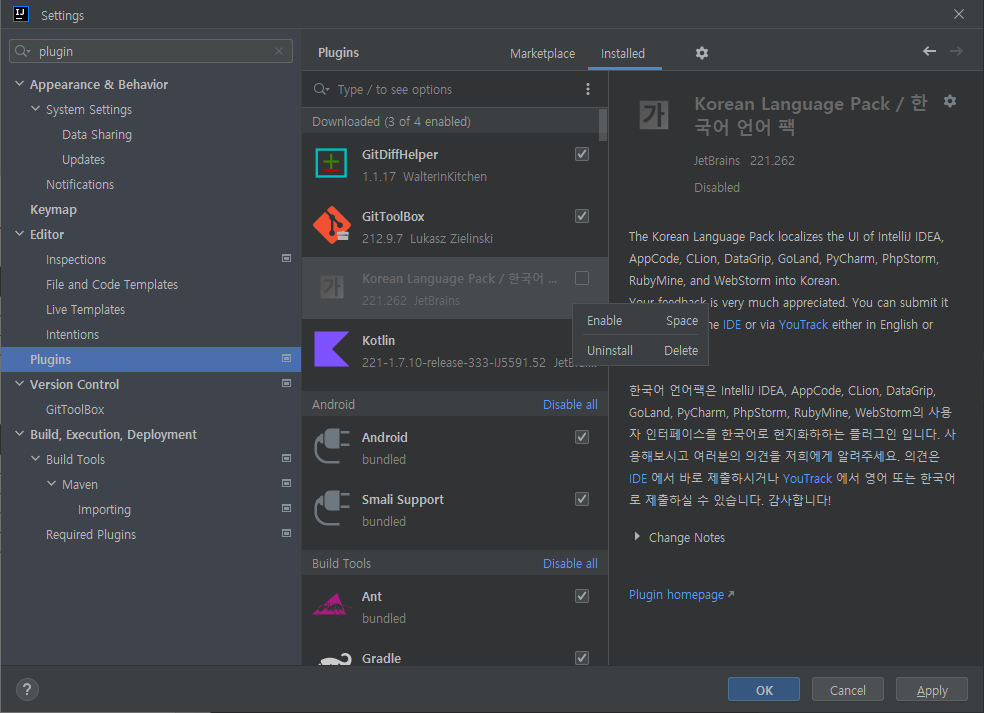 Settings
plugin
Appearance & Behavior
System Settings
Data Sharing
Updates
Notifications
Keymap
Editor
Inspections
File and Code Templates
Live Templates
Intentions
Plugins
Version Control
GitToolBox
Build, Execution, Deployment
Build Tools
Maven
Importing
Required Plugins
Plugins
Marketplace
Installed
Type / to see options
Downloaded (3 of 4 enabled)
GitDiffHelper
1.1.17 WalterInKitchen
GitToolBox
212.9.7 Lukasz Zielinski
Korean Language Pack / 한국어 ...
221.262 JetBrains
Kotlin
221-1.7.10-release-333-IJ5591.52 JetBrai...
Android Disable all
Android
bundled
Smali Support
bundled
Build Tools Disable all
Ant
bundled
Gradle
Enable Space
Uninstall Delete
가
Korean Language Pack / 한
국어 언어 팩
JetBrains 221.262
Disabled
The Korean Language Pack localizes the UI of IntelliJ IDEA,
AppCode, CLion, DataGrip, GoLand, PyCharm, PhpStorm,
RubyMine, and WebStorm into Korean.
Your feedback is very much appreciated. You can submit it
IDE or via YouTrack either in English or
한국어 언어팩은 IntelliJ IDEA, AppCode, CLion, DataGrip,
GoLand, PyCharm, PhpStorm, RubyMine, WebStorm의 사용
자 인터페이스를 한국어로 현지화하하는 플러그인 입니다. 사
용해보시고 여러분의 의견을 저희에게 알려주세요. 의견은
IDE 에서 바로 제출하시거나 YouTrack 에서 영어 또는 한국어
로 제출하실 수 있습니다. 감사합니다!
Change Notes
Plugin homepage
?
OK
Cancel
Apply